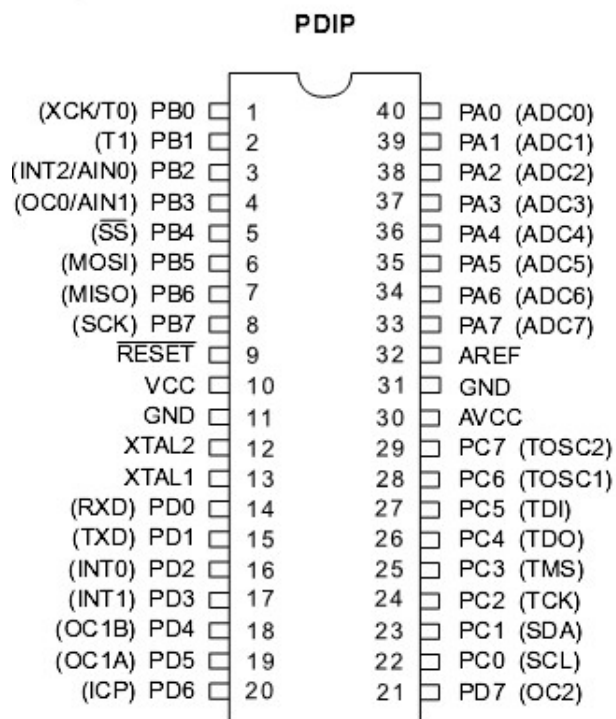 PDIP
(XCK/T0) PB0 1 40 PA0 (ADC0)
(T1) PB1 2 39 PA1 (ADC1)
(INT2/AIN0) PB2 3 38 PA2 (ADC2)
(OC0/AIN1) PB3 4 37 PA3 (ADC3)
(SS) PB4 5 36 PA4 (ADC4)
(MOSI) PB5 6 35 PA5 (ADC5)
(MISO) PB6 7 34 PA6 (ADC6)
(SCK) PB7 8 33 PA7 (ADC7)
RESET 9 32 AREF
VCC 10 31 GND
GND 11 30 AVCC
XTAL2 12 29 PC7 (TOSC2)
XTAL1 13 28 PC6 (TOSC1)
(RXD) PD0 14 27 PC5 (TDI)
(TXD) PD1 15 26 PC4 (TDO)
(INT0) PD2 16 25 PC3 (TMS)
(INT1) PD3 17 24 PC2 (TCK)
(OC1B) PD4 18 23 PC1 (SDA)
(OC1A) PD5 19 22 PC0 (SCL)
(ICP) PD6 20 21 PD7 (OC2)